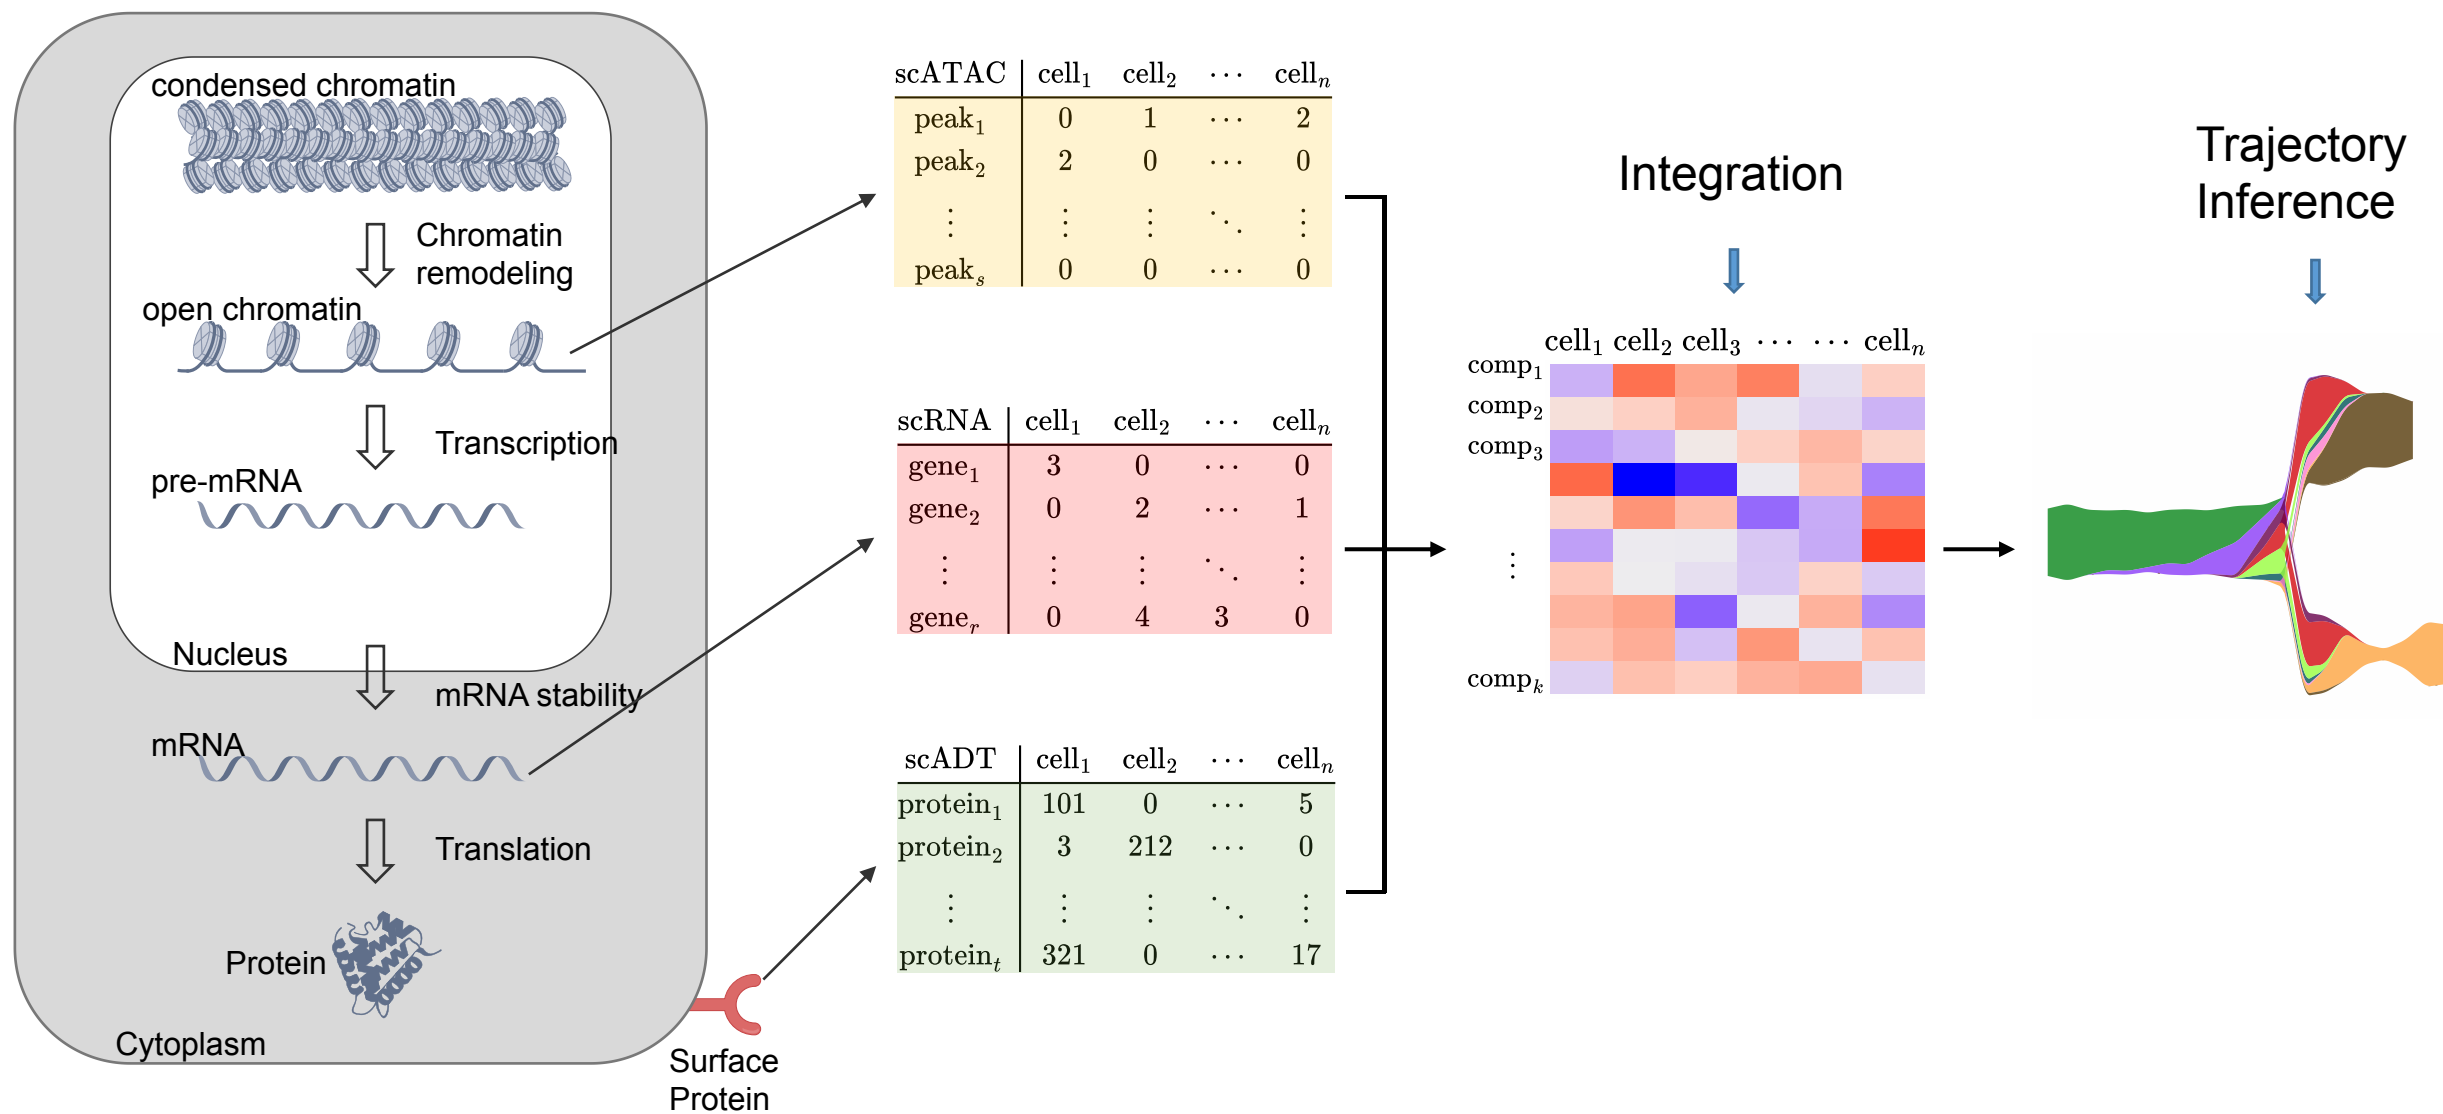 condensed chromatin
Chromatin
remodeling
open chromatin
Transcription
pre-mRNA
Nucleus
mRNA stability
mRNA
Translation
Protein
Cytoplasm
Surface
Protein
scATAC cell₁ cell₂ ⋯ cellₙ
peak₁ 0 1 ⋯ 2
peak₂ 2 0 ⋯ 0
⋮ ⋮ ⋮ ⋱ ⋮
peakₛ 0 0 ⋯ 0
scRNA cell₁ cell₂ ⋯ cellₙ
gene₁ 3 0 ⋯ 0
gene₂ 0 2 ⋯ 1
⋮ ⋮ ⋮ ⋱ ⋮
geneᵣ 0 4 3 0
scADT cell₁ cell₂ ⋯ cellₙ
protein₁ 101 0 ⋯ 5
protein₂ 3 212 ⋯ 0
⋮ ⋮ ⋮ ⋱ ⋮
proteinₜ 321 0 ⋯ 17
Integration
cell₁ cell₂ cell₃ ⋯ ⋯ cellₙ
comp₁
comp₂
comp₃
⋮
compₖ
Trajectory
Inference